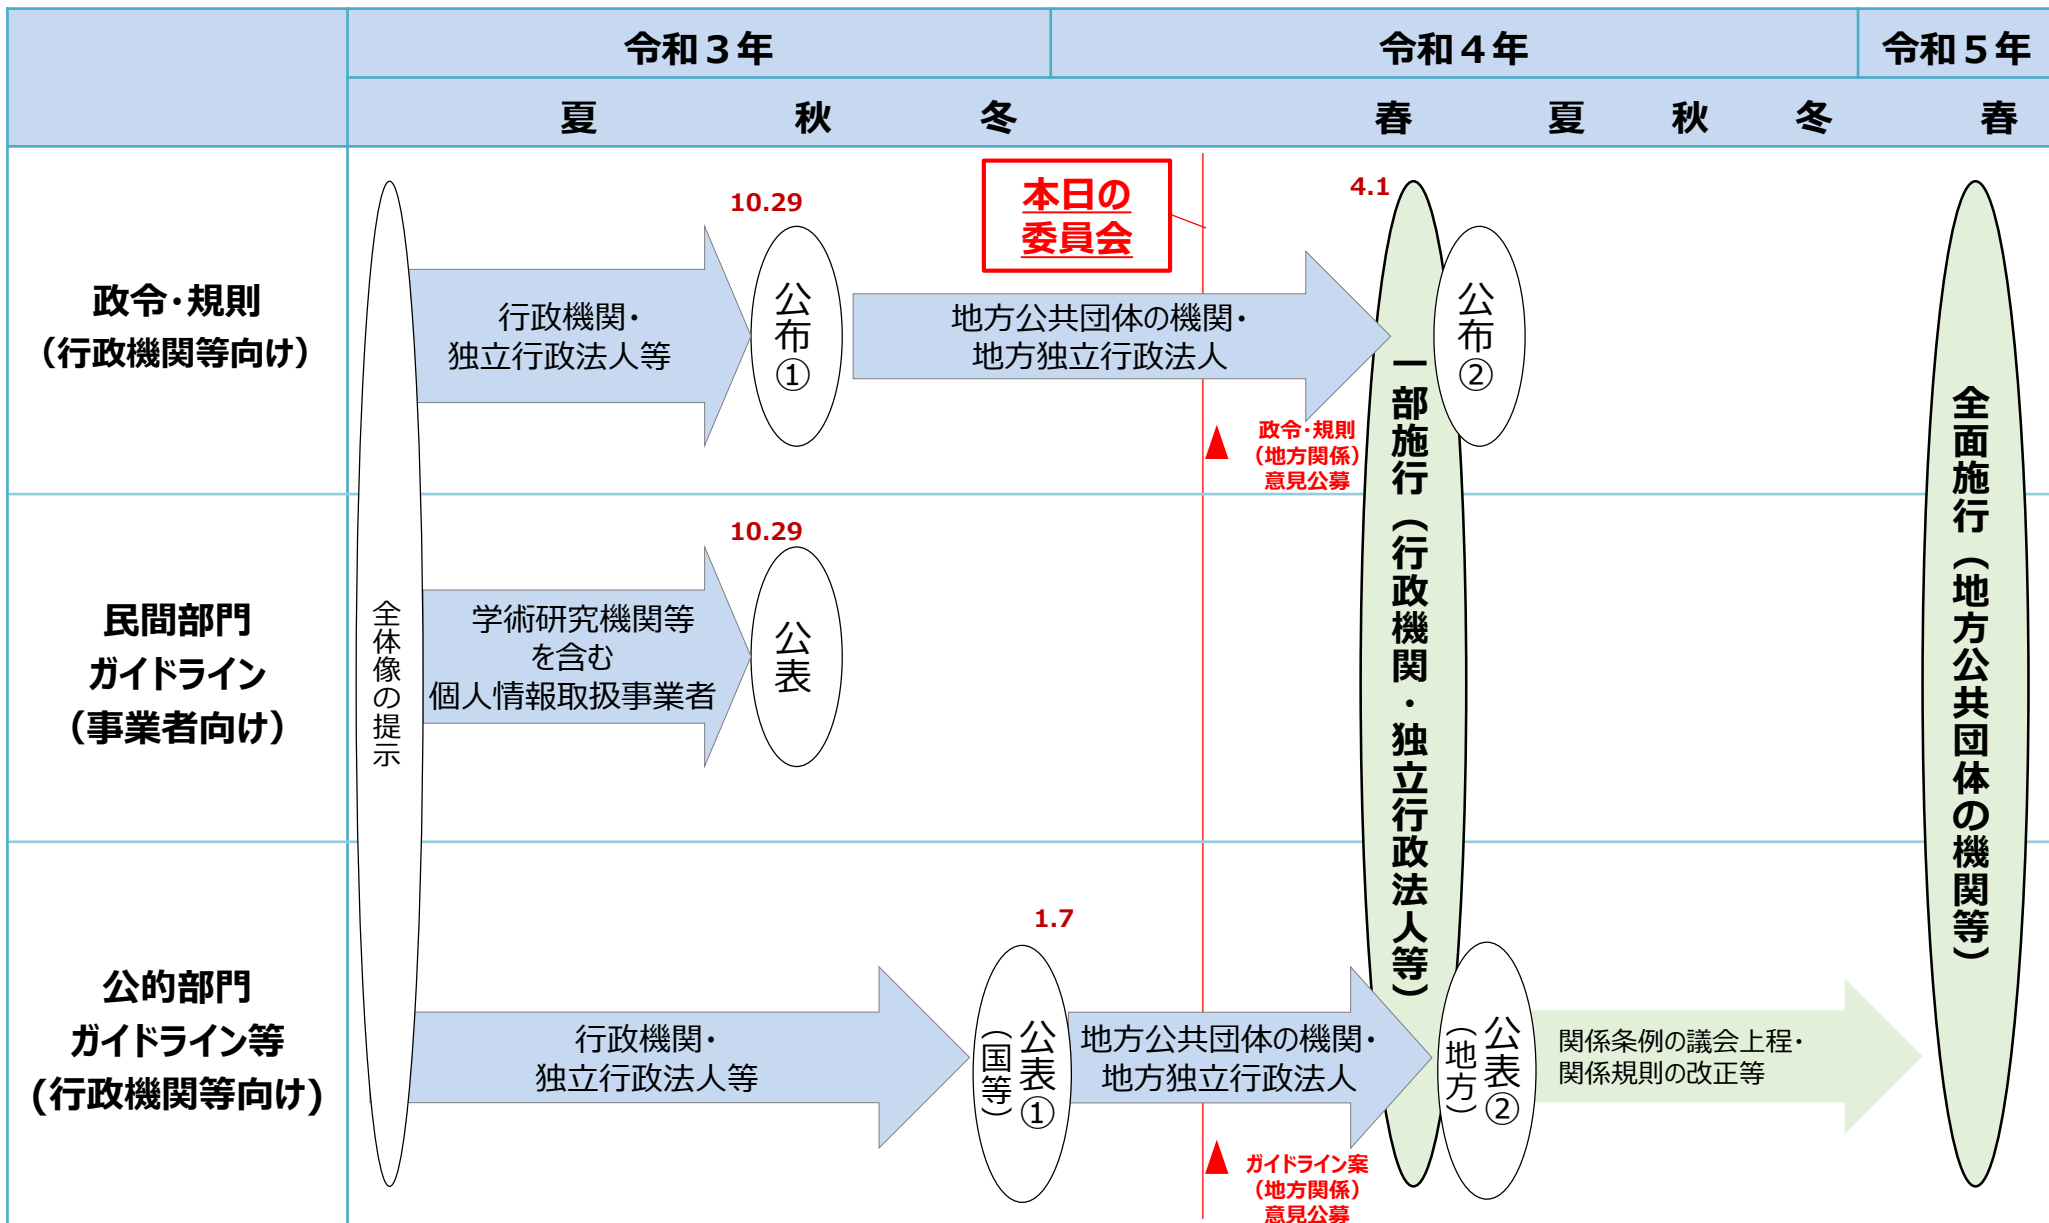 令和３年
令和４年
令和５年
夏
秋
冬
春
夏
秋
冬
春
政令・規則
（行政機関等向け）
全体像の提示
行政機関・
独立行政法人等
10.29
公布①
本日の
委員会
地方公共団体の機関・
地方独立行政法人
4.1
一部施行（行政機関・独立行政法人等）
公布②
全面施行（地方公共団体の機関等）
政令・規則
（地方関係）
意見公募
民間部門
ガイドライン
（事業者向け）
学術研究機関等
を含む
個人情報取扱事業者
10.29
公表
公的部門
ガイドライン等
(行政機関等向け)
行政機関・
独立行政法人等
1.7
公表①
（国等）
地方公共団体の機関・
地方独立行政法人
公表②
（地方）
関係条例の議会上程・
関係規則の改正等
ガイドライン案
（地方関係）
意見公募